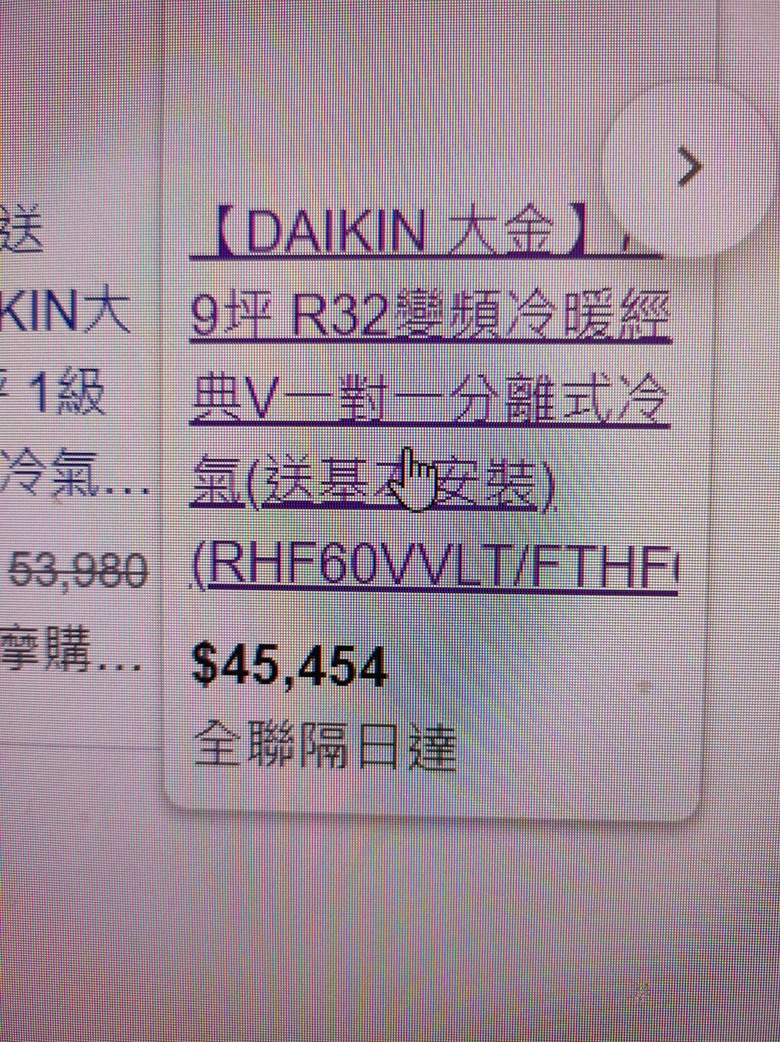 送
KIN大
1級
冷氣...
53,980
摩購...
【DAIKIN 大金】
9坪 R32變頻冷暖經
典V一對一分離式冷
氣(送基本安裝)
(RHF60VVLT/FTHF
$45,454
全聯隔日達